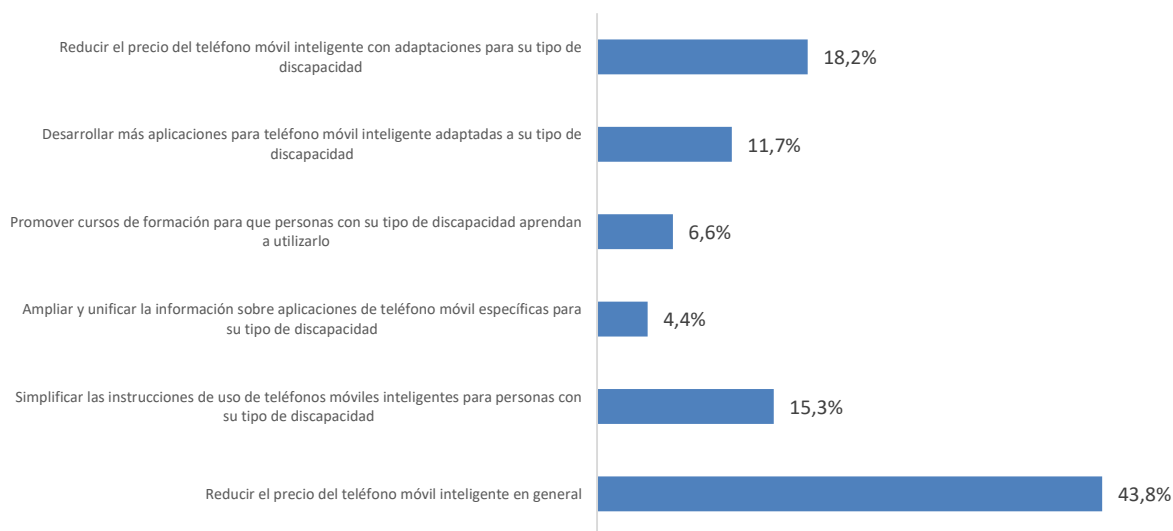 Reducir el precio del teléfono móvil inteligente con adaptaciones para su tipo de
discapacidad
18,2%
Desarrollar más aplicaciones para teléfono móvil inteligente adaptadas a su tipo de
discapacidad
11,7%
Promover cursos de formación para que personas con su tipo de discapacidad aprendan
a utilizarlo
6,6%
Ampliar y unificar la información sobre aplicaciones de teléfono móvil específicas para
su tipo de discapacidad
4,4%
Simplificar las instrucciones de uso de teléfonos móviles inteligentes para personas con
su tipo de discapacidad
15,3%
Reducir el precio del teléfono móvil inteligente en general
43,8%